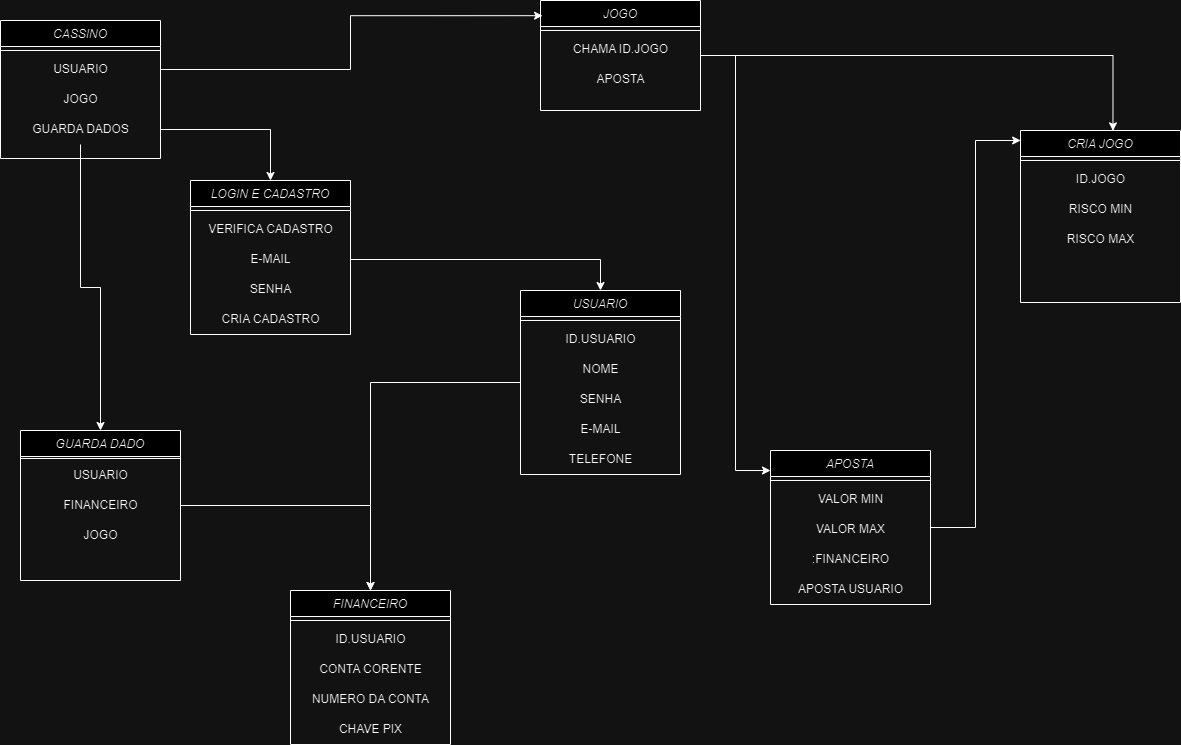 CASSINO
USUARIO
JOGO
GUARDA DADOS
JOGO
CHAMA ID.JOGO
APOSTA
CRIA JOGO
ID.JOGO
RISCO MIN
RISCO MAX
LOGIN E CADASTRO
VERIFICA CADASTRO
E-MAIL
SENHA
CRIA CADASTRO
USUARIO
ID.USUARIO
NOME
SENHA
E-MAIL
TELEFONE
GUARDA DADO
USUARIO
FINANCEIRO
JOGO
APOSTA
VALOR MIN
VALOR MAX
:FINANCEIRO
APOSTA USUARIO
FINANCEIRO
ID.USUARIO
CONTA CORENTE
NUMERO DA CONTA
CHAVE PIX